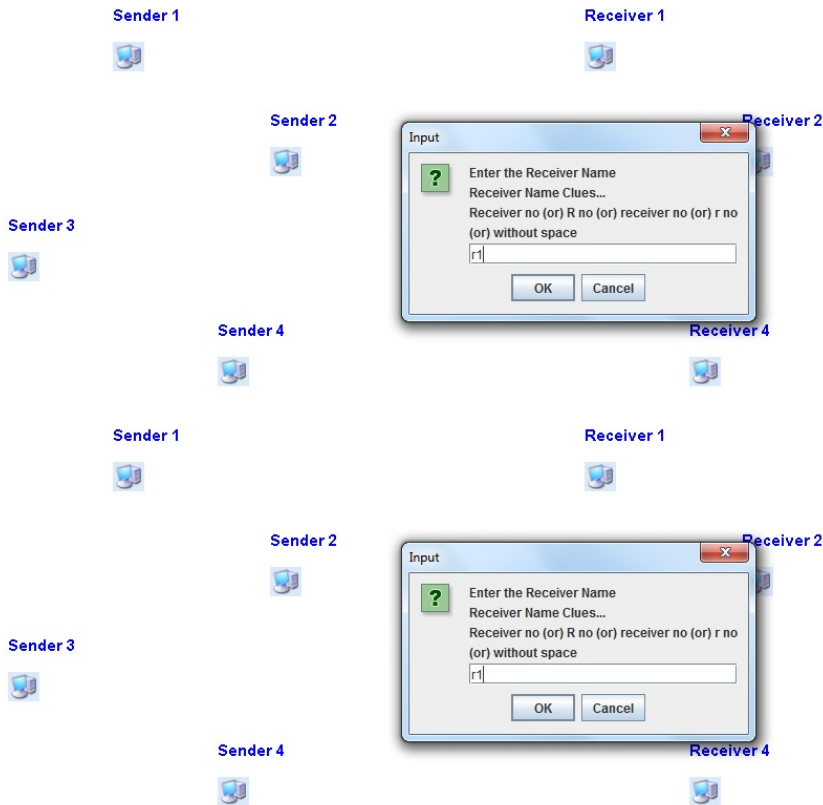 Sender 1
Receiver 1
Sender 2
Receiver 2
Input
Enter the Receiver Name
Receiver Name Clues...
Receiver no (or) R no (or) receiver no (or) r no
(or) without space
r1
OK Cancel
Sender 3
Sender 4
Receiver 4
Sender 1
Receiver 1
Sender 2
Receiver 2
Input
Enter the Receiver Name
Receiver Name Clues...
Receiver no (or) R no (or) receiver no (or) r no
(or) without space
r1
OK Cancel
Sender 3
Sender 4
Receiver 4